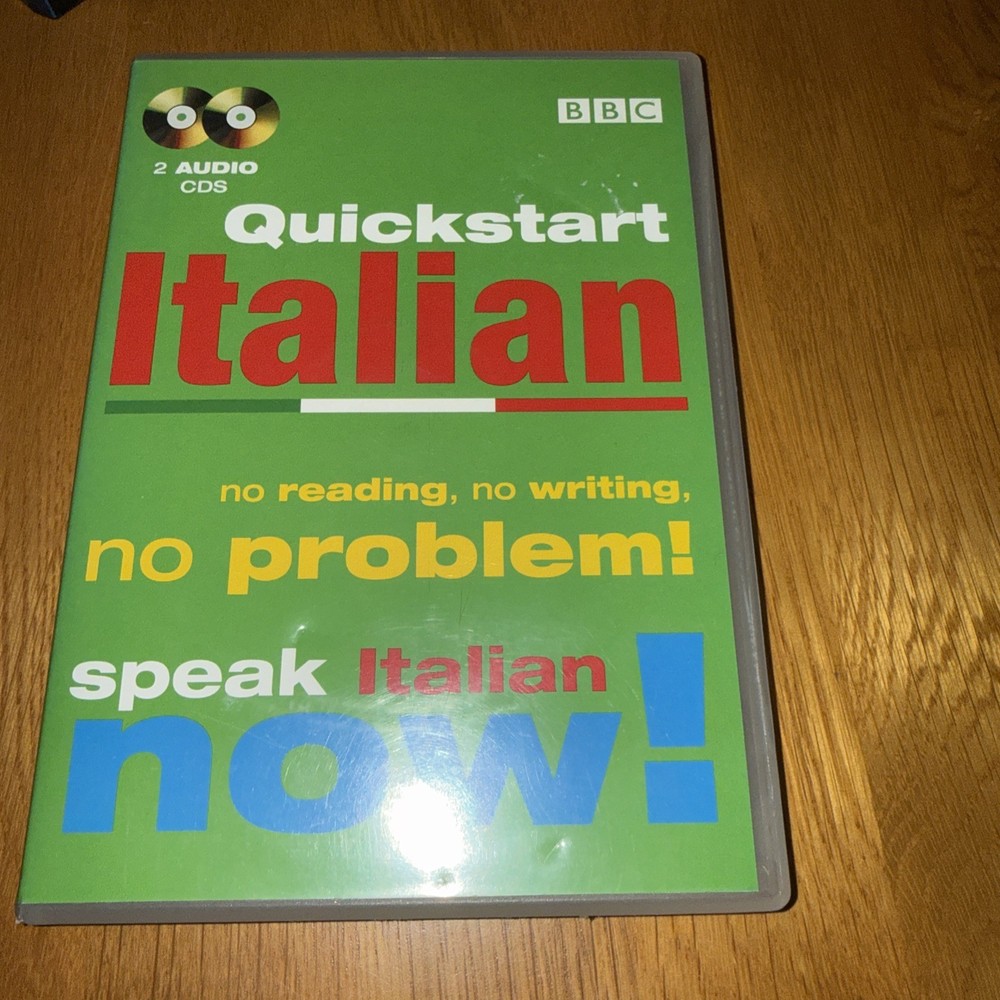 BBC
2 AUDIO
CDS
Quickstart
Italian
no reading, no writing,
no problem!
speak Italian
now!